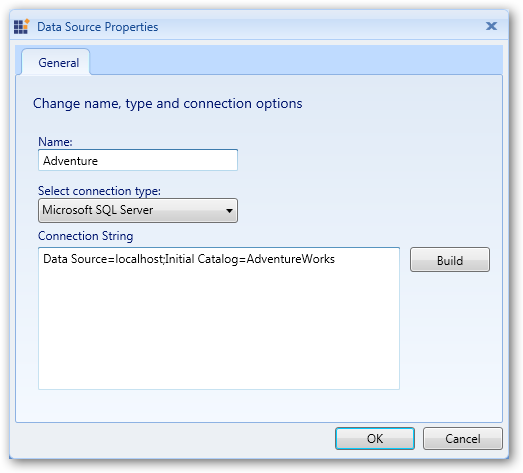 Data Source Properties
General
Change name, type and connection options
Name:
Adventure
Select connection type:
Microsoft SQL Server
Connection String
Data Source=localhost;Initial Catalog=AdventureWorks
Build
OK
Cancel